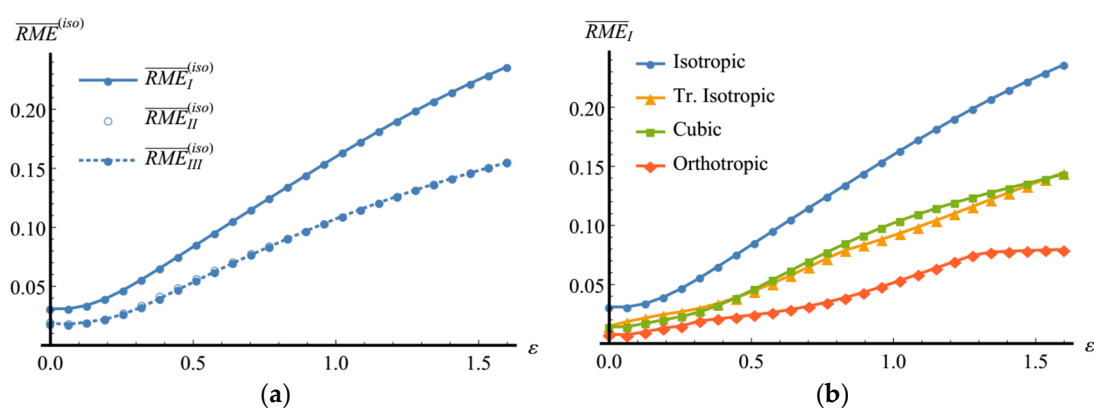 RME^(iso)
RME_I^(iso)
RME_II^(iso)
RME_III^(iso)
0.20
0.15
0.10
0.05
0.0 0.5 1.0 1.5 ε
(a)
RME_I
Isotropic
Tr. Isotropic
Cubic
Orthotropic
0.20
0.15
0.10
0.05
0.0 0.5 1.0 1.5 ε
(b)